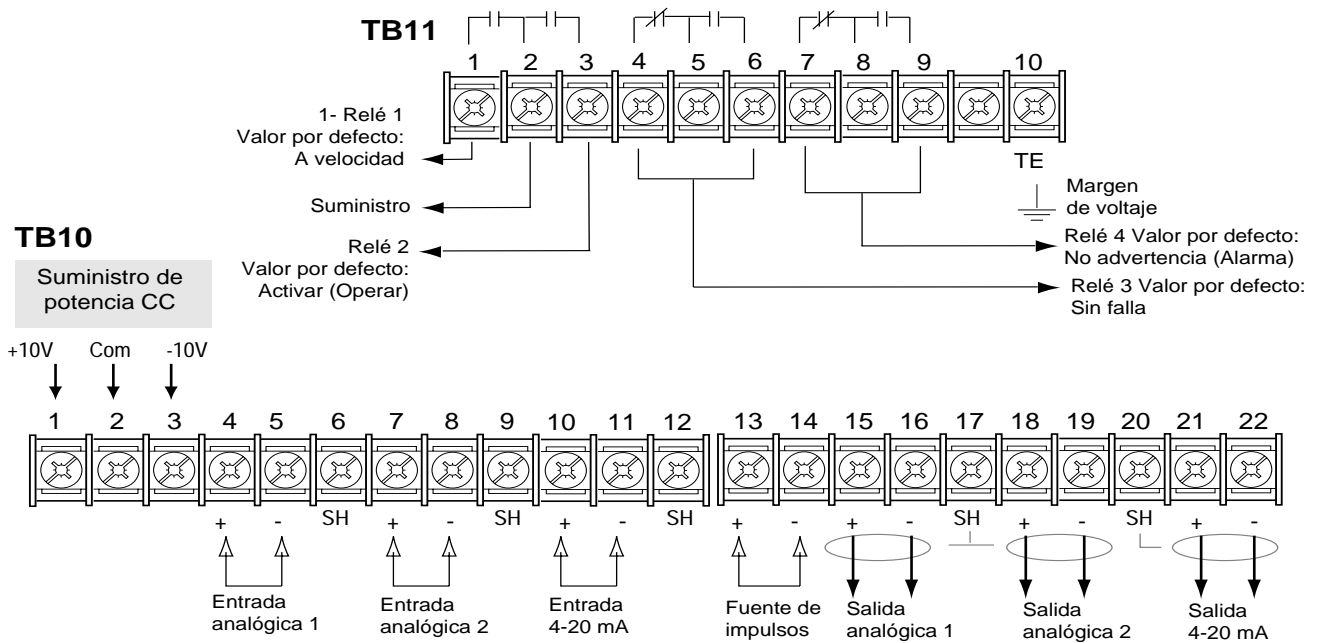 TB11
1 2 3 4 5 6 7 8 9 10
1- Relé 1
Valor por defecto:
A velocidad
Suministro
Relé 2
Valor por defecto:
Activar (Operar)
TE
Margen
de voltaje
Relé 4 Valor por defecto:
No advertencia (Alarma)
Relé 3 Valor por defecto:
Sin falla
TB10
Suministro de
potencia CC
+10V Com -10V
1 2 3 4 5 6 7 8 9 10 11 12 13 14 15 16 17 18 19 20 21 22
+ - SH + - SH + - SH + - + - SH + - SH + -
Entrada
analógica 1
Entrada
analógica 2
Entrada
4-20 mA
Fuente de
impulsos
Salida
analógica 1
Salida
analógica 2
Salida
4-20 mA